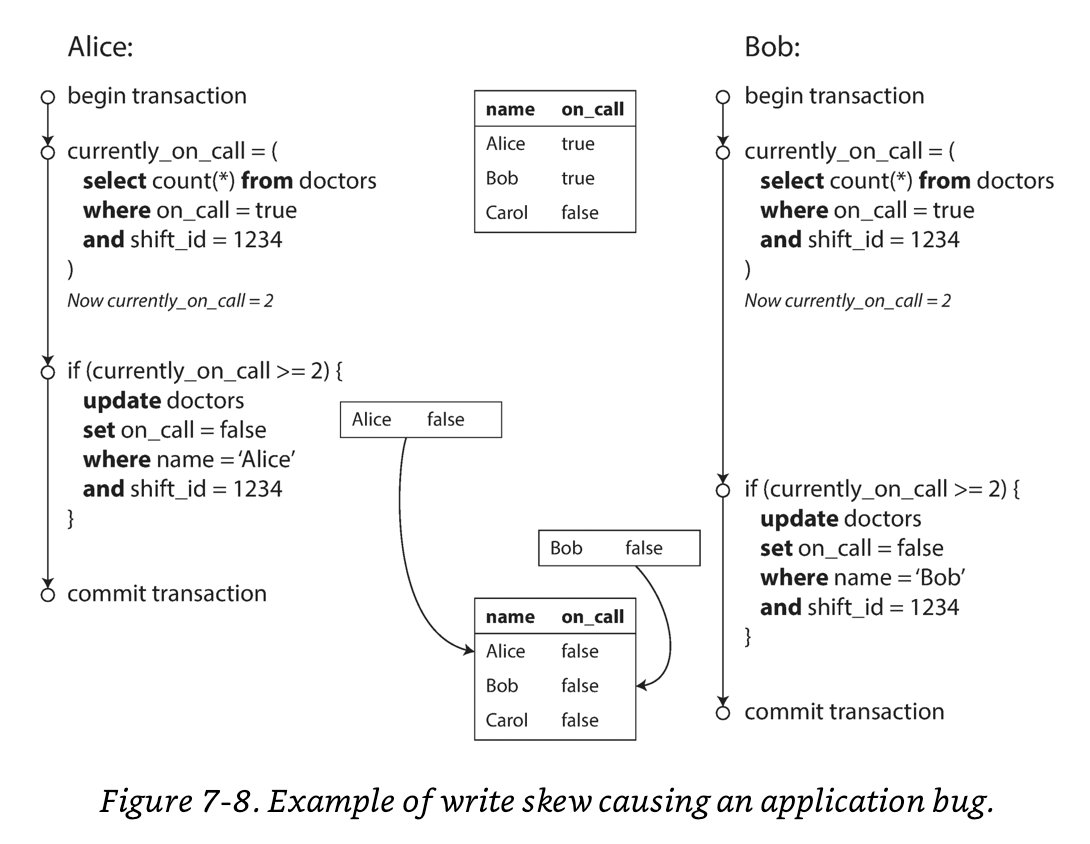 Alice:
begin transaction
currently_on_call = (
select count(*) from doctors
where on_call = true
and shift_id = 1234
)
Now currently_on_call = 2
if (currently_on_call >= 2) {
update doctors
set on_call = false
where name = ‘Alice’
and shift_id = 1234
}
commit transaction
name on_call
Alice true
Bob true
Carol false
Alice false
Bob false
name on_call
Alice false
Bob false
Carol false
Bob:
begin transaction
currently_on_call = (
select count(*) from doctors
where on_call = true
and shift_id = 1234
)
Now currently_on_call = 2
if (currently_on_call >= 2) {
update doctors
set on_call = false
where name = ‘Bob’
and shift_id = 1234
}
commit transaction
Figure 7-8. Example of write skew causing an application bug.